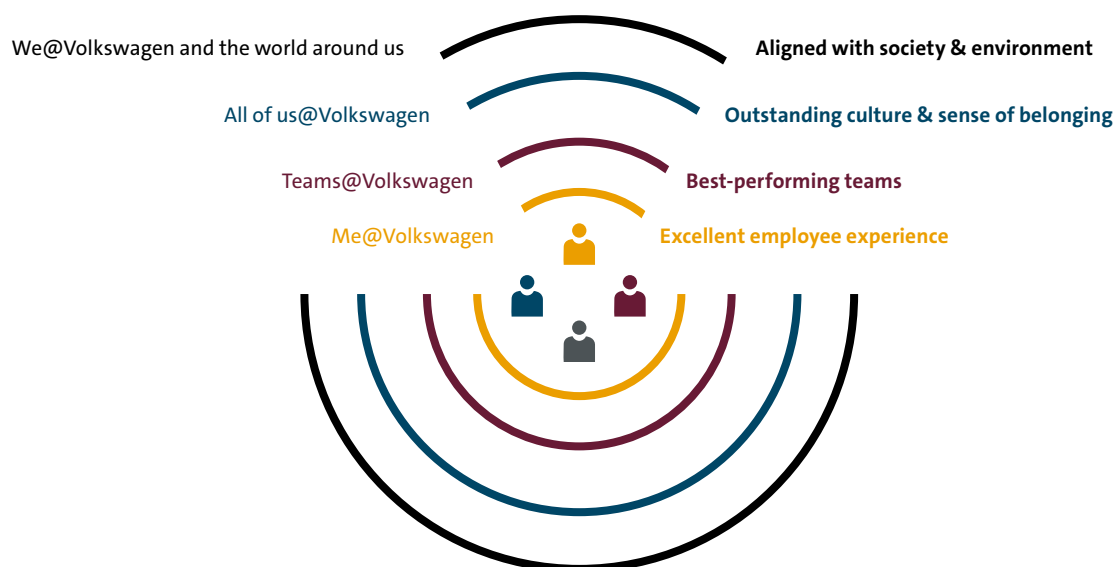 We@Volkswagen and the world around us
Aligned with society & environment
All of us@Volkswagen
Outstanding culture & sense of belonging
Teams@Volkswagen
Best-performing teams
Me@Volkswagen
Excellent employee experience